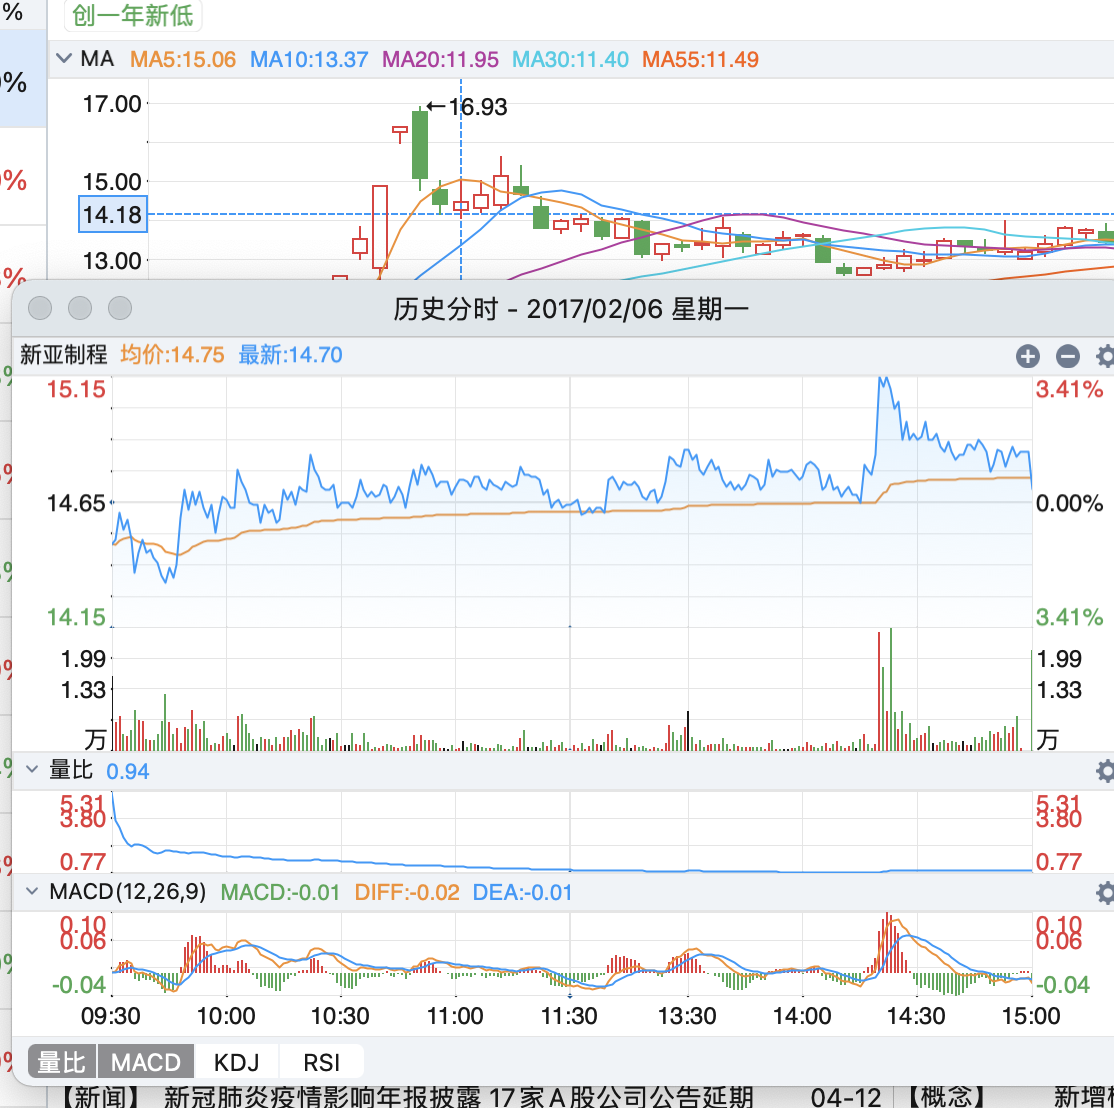 %
创一年新低
MA MA5:15.06 MA10:13.37 MA20:11.95 MA30:11.40 MA55:11.49
%
17.00
←16.93
%
15.00
14.18
13.00
%
历史分时 - 2017/02/06 星期一
新亚制程 均价:14.75 最新:14.70
15.15 3.41%
14.65 0.00%
14.15 3.41%
1.99 1.99
1.33 1.33
万 万
量比 0.94
5.31 5.31
3.80 3.80
0.77 0.77
MACD(12,26,9) MACD:-0.01 DIFF:-0.02 DEA:-0.01
0.10 0.10
0.06 0.06
-0.04 -0.04
09:30 10:00 10:30 11:00 11:30 13:30 14:00 14:30 15:00
量比 MACD KDJ RSI
【新闻】 新冠肺炎疫情影响年报披露 17家A股公司公告延期 04-12 【概念】 新增